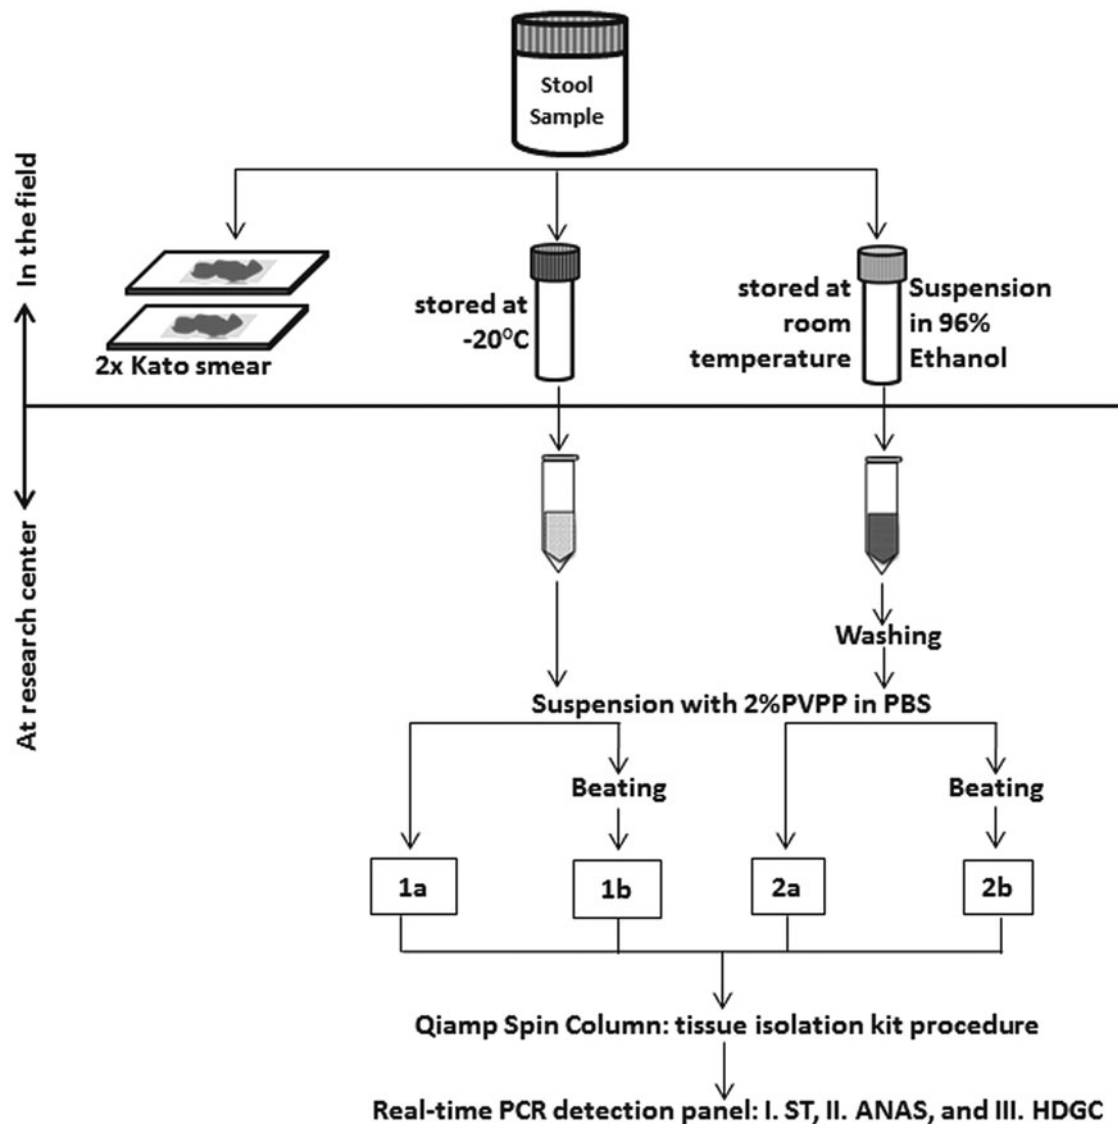 Stool
Sample
In the field
2x Kato smear
stored at
-20°C
stored at
room
temperature
Suspension
in 96%
Ethanol
At research center
Washing
Suspension with 2%PVPP in PBS
Beating
Beating
1a
1b
2a
2b
Qiamp Spin Column: tissue isolation kit procedure
Real-time PCR detection panel: I. ST, II. ANAS, and III. HDGC